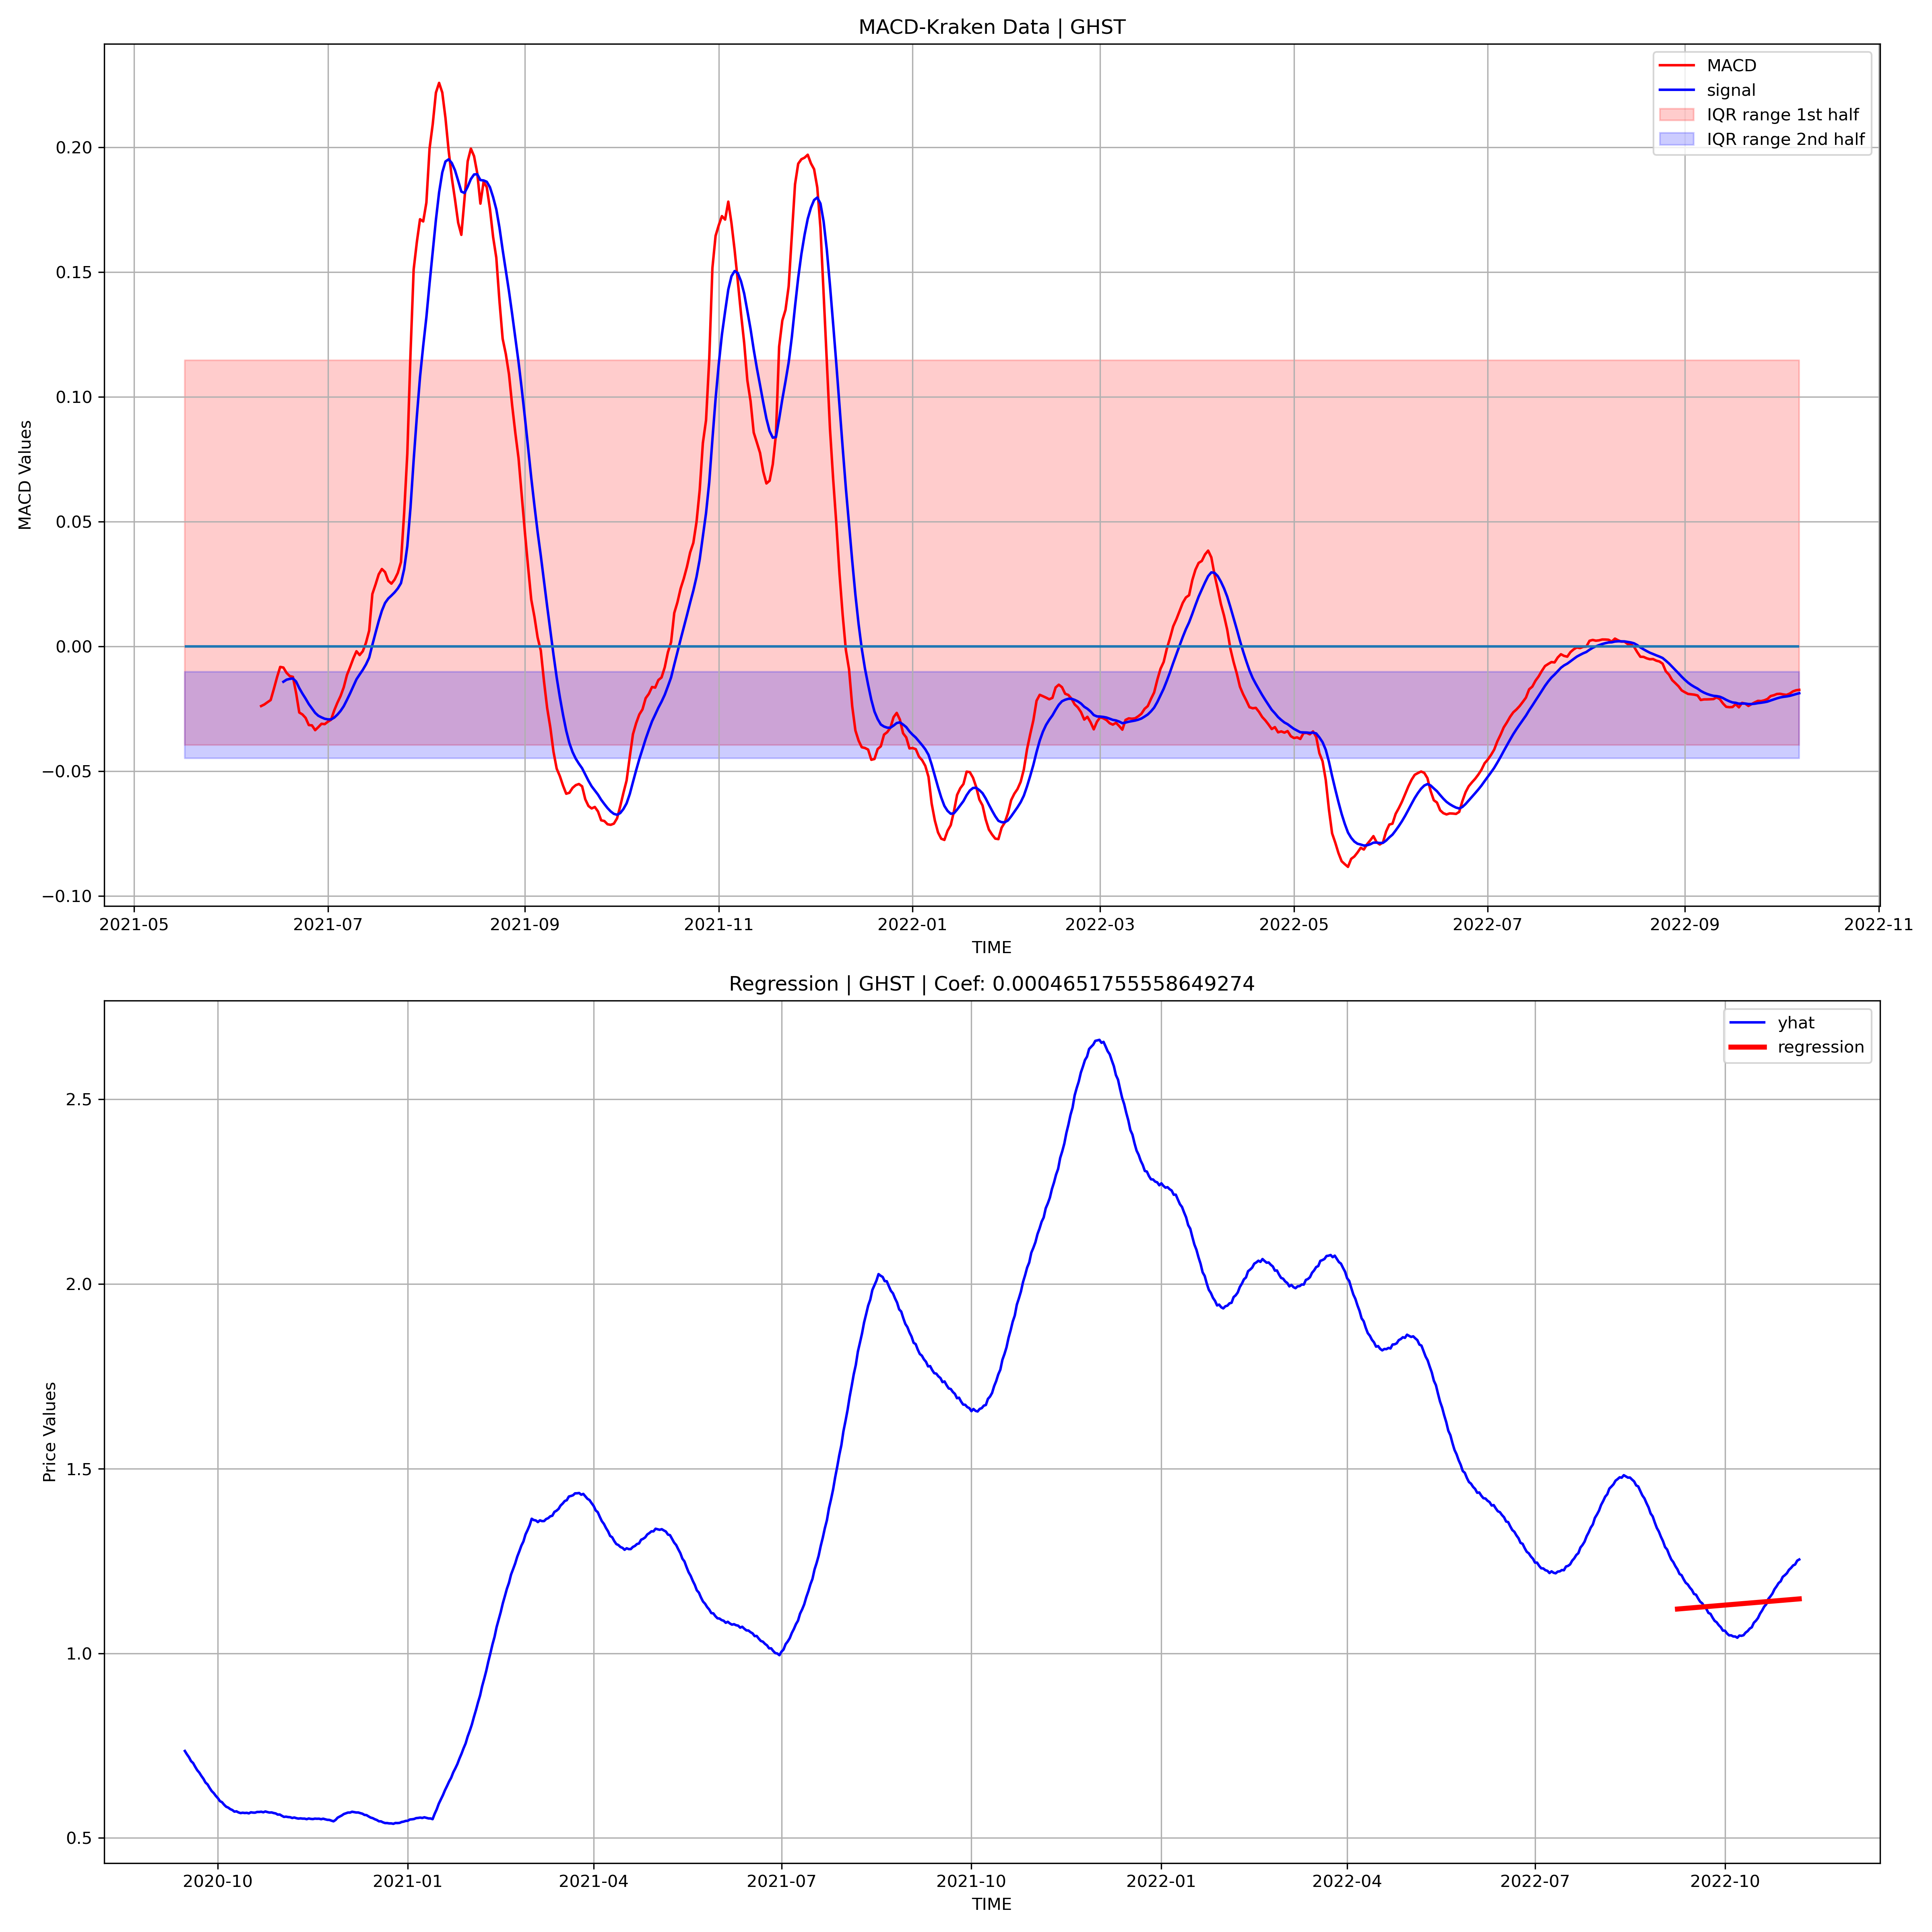 MACD-Kraken Data | GHST
MACD
signal
IQR range 1st half
IQR range 2nd half
MACD Values
0.20
0.15
0.10
0.05
0.00
−0.05
−0.10
2021-05 2021-07 2021-09 2021-11 2022-01 2022-03 2022-05 2022-07 2022-09 2022-11
TIME
Regression | GHST | Coef: 0.0004651755558649274
yhat
regression
Price Values
2.5
2.0
1.5
1.0
0.5
2020-10 2021-01 2021-04 2021-07 2021-10 2022-01 2022-04 2022-07 2022-10
TIME